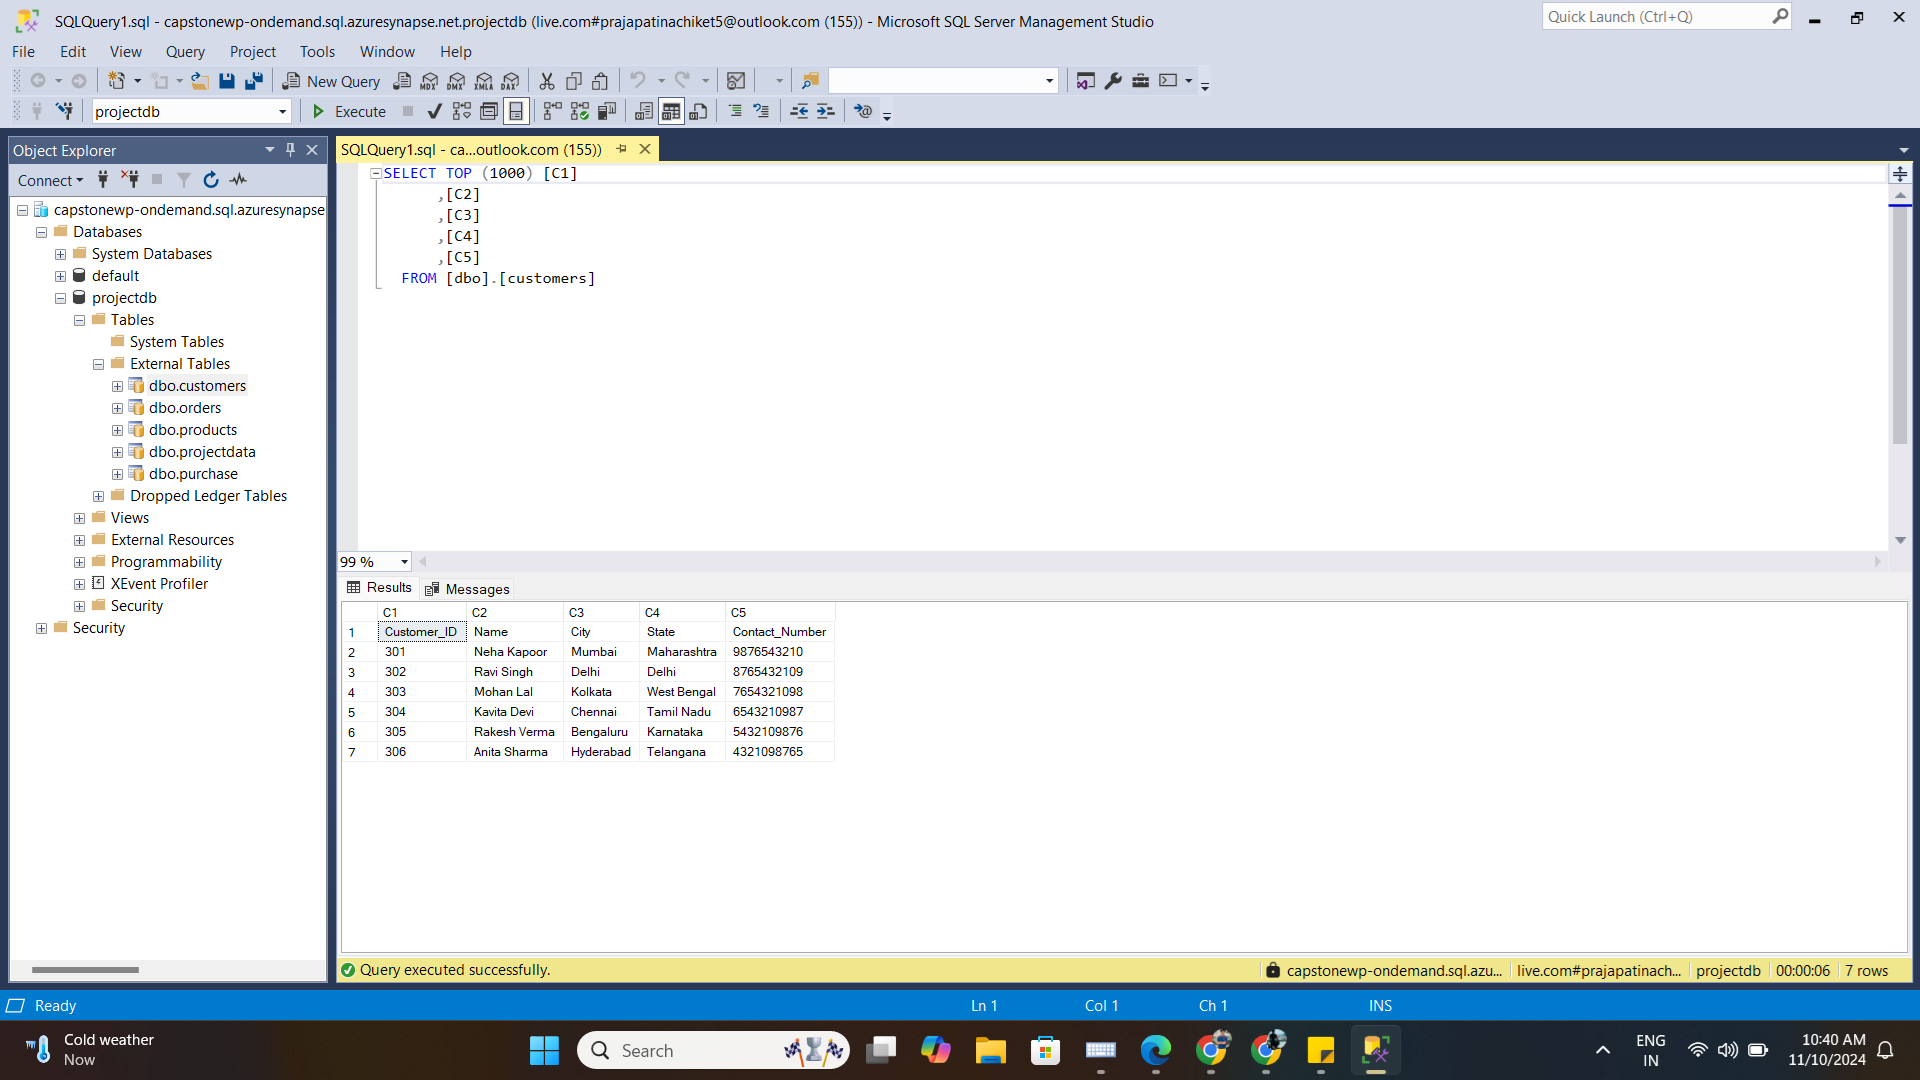 SQLQuery1.sql - capstonewp-ondemand.sql.azuresynapse.net.projectdb (live.com#prajapatinachiket5@outlook.com (155)) - Microsoft SQL Server Management Studio
Quick Launch (Ctrl+Q)
File Edit View Query Project Tools Window Help
New Query MDX DMX XMLA DAX
projectdb Execute
Object Explorer
SQLQuery1.sql - ca...outlook.com (155))
Connect
capstonewp-ondemand.sql.azuresynapse
Databases
System Databases
default
projectdb
Tables
System Tables
External Tables
dbo.customers
dbo.orders
dbo.products
dbo.projectdata
dbo.purchase
Dropped Ledger Tables
Views
External Resources
Programmability
XEvent Profiler
Security
Security
SELECT TOP (1000) [C1]
,[C2]
,[C3]
,[C4]
,[C5]
FROM [dbo].[customers]
99 %
Results Messages
C1 C2 C3 C4 C5
1 Customer_ID Name City State Contact_Number
2 301 Neha Kapoor Mumbai Maharashtra 9876543210
3 302 Ravi Singh Delhi Delhi 8765432109
4 303 Mohan Lal Kolkata West Bengal 7654321098
5 304 Kavita Devi Chennai Tamil Nadu 6543210987
6 305 Rakesh Verma Bengaluru Karnataka 5432109876
7 306 Anita Sharma Hyderabad Telangana 4321098765
Query executed successfully. capstonewp-ondemand.sql.azu... live.com#prajapatinach... projectdb 00:00:06 7 rows
Ready Ln 1 Col 1 Ch 1 INS
Cold weather
Now
Search
ENG
IN
10:40 AM
11/10/2024